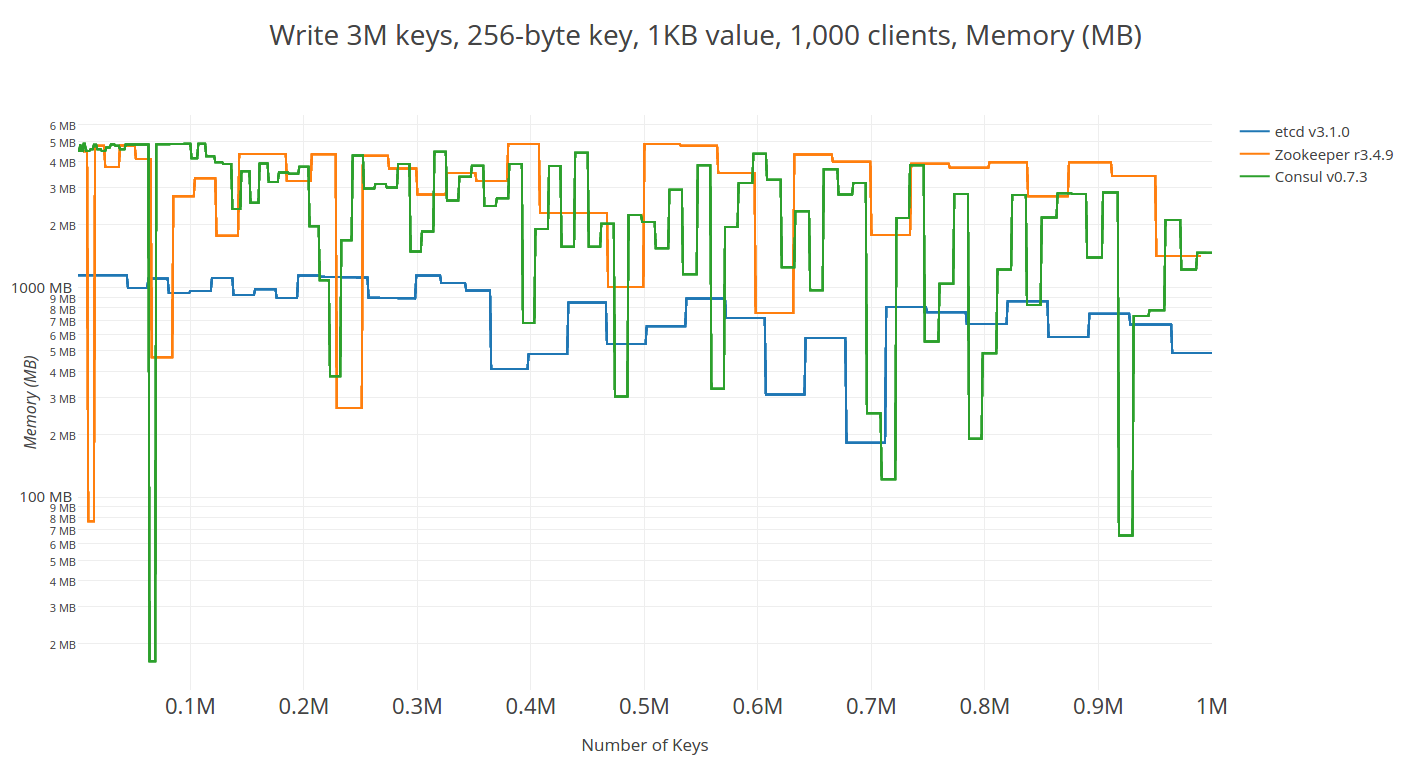 Write 3M keys, 256-byte key, 1KB value, 1,000 clients, Memory (MB)
etcd v3.1.0
Zookeeper r3.4.9
Consul v0.7.3
6 MB
5 MB
4 MB
3 MB
2 MB
1000 MB
9 MB
8 MB
7 MB
6 MB
5 MB
4 MB
3 MB
2 MB
100 MB
9 MB
8 MB
7 MB
6 MB
5 MB
4 MB
3 MB
2 MB
Memory (MB)
0.1M 0.2M 0.3M 0.4M 0.5M 0.6M 0.7M 0.8M 0.9M 1M
Number of Keys